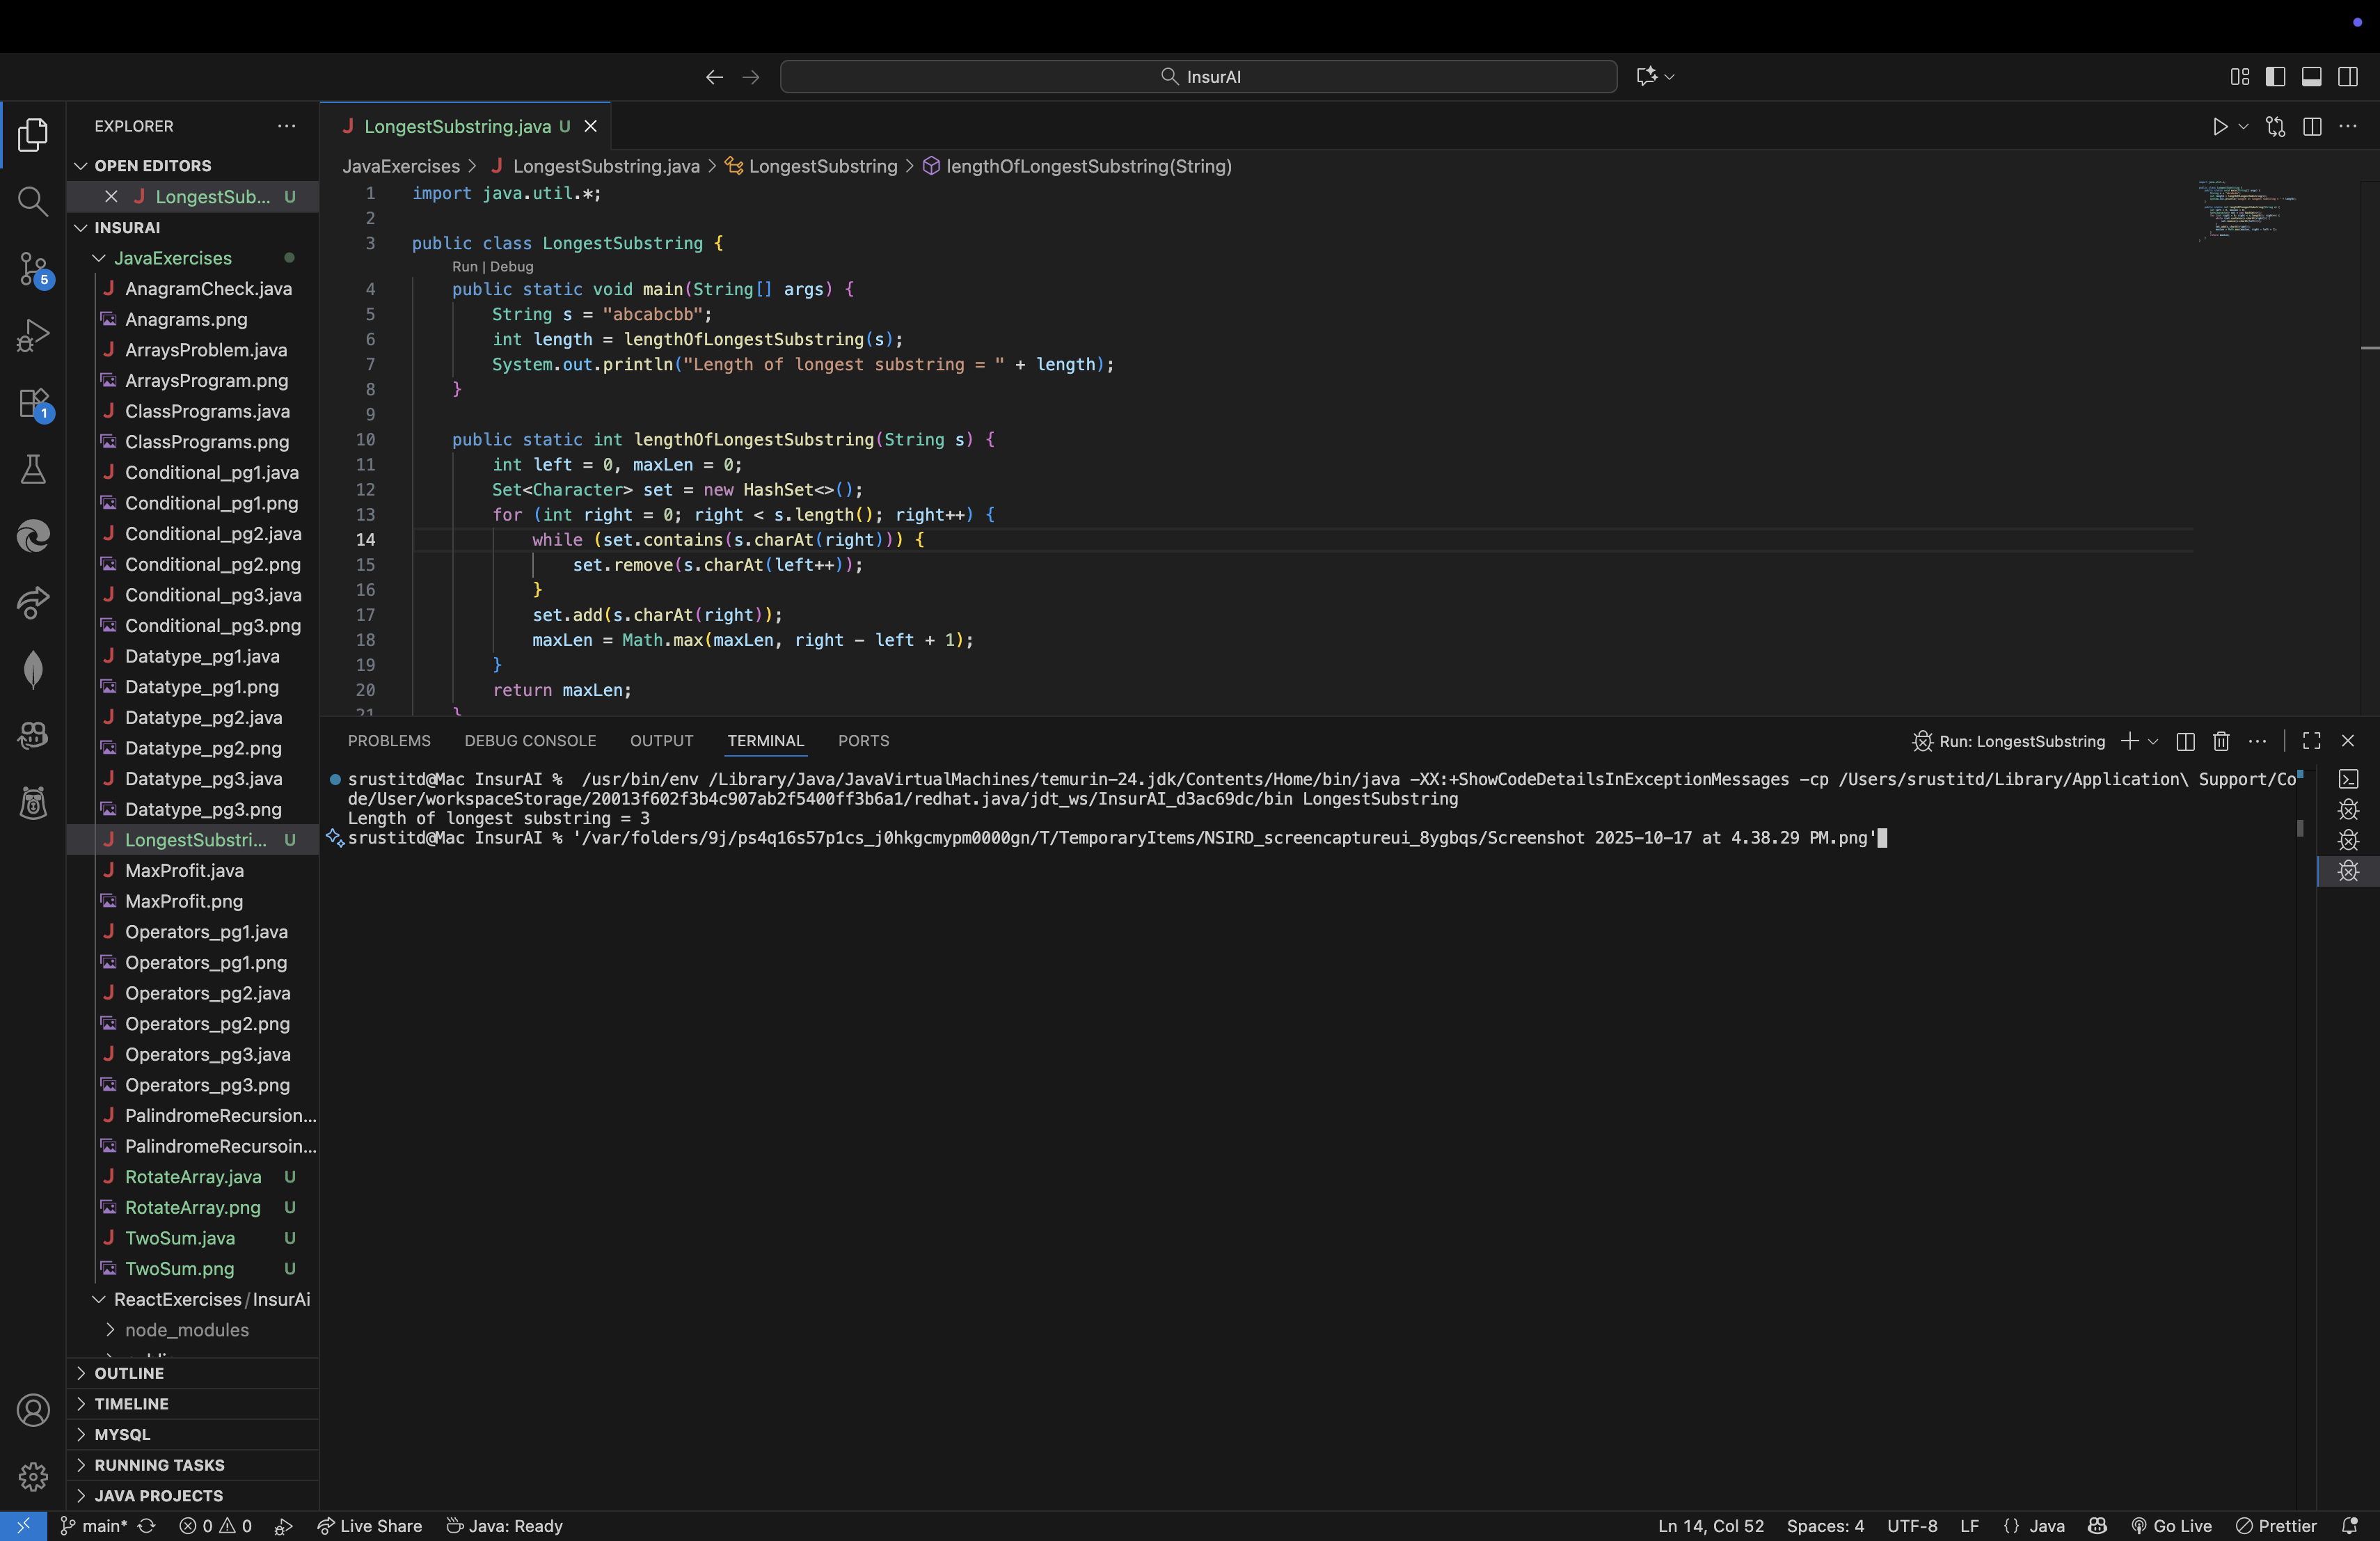 InsurAI
EXPLORER
OPEN EDITORS
LongestSub... U
INSURAI
JavaExercises
AnagramCheck.java
Anagrams.png
ArraysProblem.java
ArraysProgram.png
ClassPrograms.java
ClassPrograms.png
Conditional_pg1.java
Conditional_pg1.png
Conditional_pg2.java
Conditional_pg2.png
Conditional_pg3.java
Conditional_pg3.png
Datatype_pg1.java
Datatype_pg1.png
Datatype_pg2.java
Datatype_pg2.png
Datatype_pg3.java
Datatype_pg3.png
LongestSubstri... U
MaxProfit.java
MaxProfit.png
Operators_pg1.java
Operators_pg1.png
Operators_pg2.java
Operators_pg2.png
Operators_pg3.java
Operators_pg3.png
PalindromeRecursion...
PalindromeRecursoin...
RotateArray.java U
RotateArray.png U
TwoSum.java U
TwoSum.png U
ReactExercises/InsurAi
node_modules
OUTLINE
TIMELINE
MYSQL
RUNNING TASKS
JAVA PROJECTS
5
1
LongestSubstring.java U
JavaExercises > LongestSubstring.java > LongestSubstring > lengthOfLongestSubstring(String)
1 import java.util.*;
2
3 public class LongestSubstring {
Run | Debug
4 public static void main(String[] args) {
5 String s = "abcabcbb";
6 int length = lengthOfLongestSubstring(s);
7 System.out.println("Length of longest substring = " + length);
8 }
9
10 public static int lengthOfLongestSubstring(String s) {
11 int left = 0, maxLen = 0;
12 Set<Character> set = new HashSet<>();
13 for (int right = 0; right < s.length(); right++) {
14 while (set.contains(s.charAt(right))) {
15 set.remove(s.charAt(left++));
16 }
17 set.add(s.charAt(right));
18 maxLen = Math.max(maxLen, right - left + 1);
19 }
20 return maxLen;
21 }
PROBLEMS DEBUG CONSOLE OUTPUT TERMINAL PORTS
Run: LongestSubstring
srustitd@Mac InsurAI % /usr/bin/env /Library/Java/JavaVirtualMachines/temurin-24.jdk/Contents/Home/bin/java -XX:+ShowCodeDetailsInExceptionMessages -cp /Users/srustitd/Library/Application\ Support/Co
de/User/workspaceStorage/20013f602f3b4c907ab2f5400ff3b6a1/redhat.java/jdt_ws/InsurAI_d3ac69dc/bin LongestSubstring
Length of longest substring = 3
srustitd@Mac InsurAI % '/var/folders/9j/ps4q16s57p1cs_j0hkgcmypm0000gn/T/TemporaryItems/NSIRD_screencaptureui_8ygbqs/Screenshot 2025-10-17 at 4.38.29 PM.png'
main* 0 0 Live Share Java: Ready
Ln 14, Col 52 Spaces: 4 UTF-8 LF {} Java Go Live Prettier